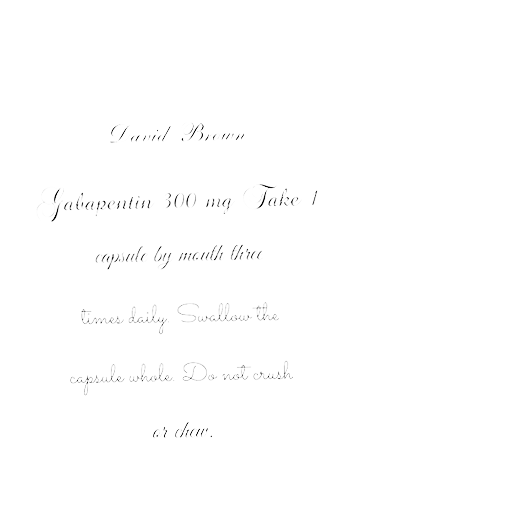 David Brown
Gabapentin 300 mg Take 1
capsule by mouth three
times daily. Swallow the
capsule whole. Do not crush
or chew.